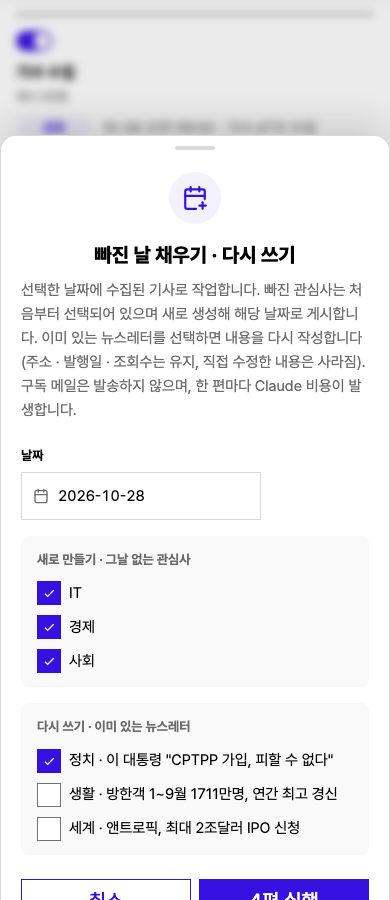 빠진 날 채우기 · 다시 쓰기
선택한 날짜에 수집된 기사로 작업합니다. 빠진 관심사는 처
음부터 선택되어 있으며 새로 생성해 해당 날짜로 게시합니
다. 이미 있는 뉴스레터를 선택하면 내용을 다시 작성합니다
(주소 · 발행일 · 조회수는 유지, 직접 수정한 내용은 사라짐).
구독 메일은 발송하지 않으며, 한 편마다 Claude 비용이 발
생합니다.
날짜
2026-10-28
새로 만들기 · 그날 없는 관심사
IT
경제
사회
다시 쓰기 · 이미 있는 뉴스레터
정치 · 이 대통령 "CPTPP 가입, 피할 수 없다"
생활 · 방한객 1~9월 1711만명, 연간 최고 경신
세계 · 앤트로픽, 최대 2조달러 IPO 신청
취소
4편 실행